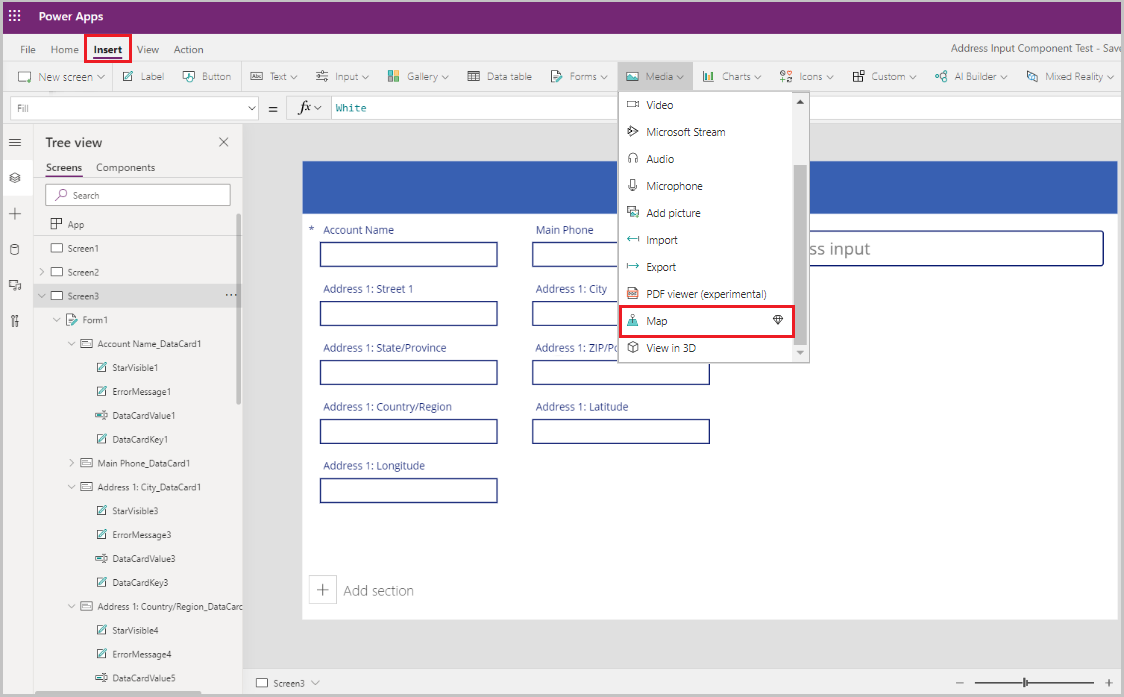 Power Apps
File Home Insert View Action
Address Input Component Test - Save
New screen Label Button Text Input Gallery Data table Forms Media Charts Icons Custom AI Builder Mixed Reality
Fill = fx White
Tree view
Screens Components
Search
App
Screen1
Screen2
Screen3 ...
Form1
Account Name_DataCard1
StarVisible1
ErrorMessage1
DataCardValue1
DataCardKey1
Main Phone_DataCard1
Address 1: City_DataCard1
StarVisible3
ErrorMessage3
DataCardValue3
DataCardKey3
Address 1: Country/Region_DataCard
StarVisible4
ErrorMessage4
DataCardValue5
Video
Microsoft Stream
Audio
Microphone
Add picture
Import
Export
PDF viewer (experimental)
Map
View in 3D
* Account Name Main Phone
ss input
Address 1: Street 1 Address 1: City
Address 1: State/Province Address 1: ZIP/Po
Address 1: Country/Region Address 1: Latitude
Address 1: Longitude
Add section
Screen3